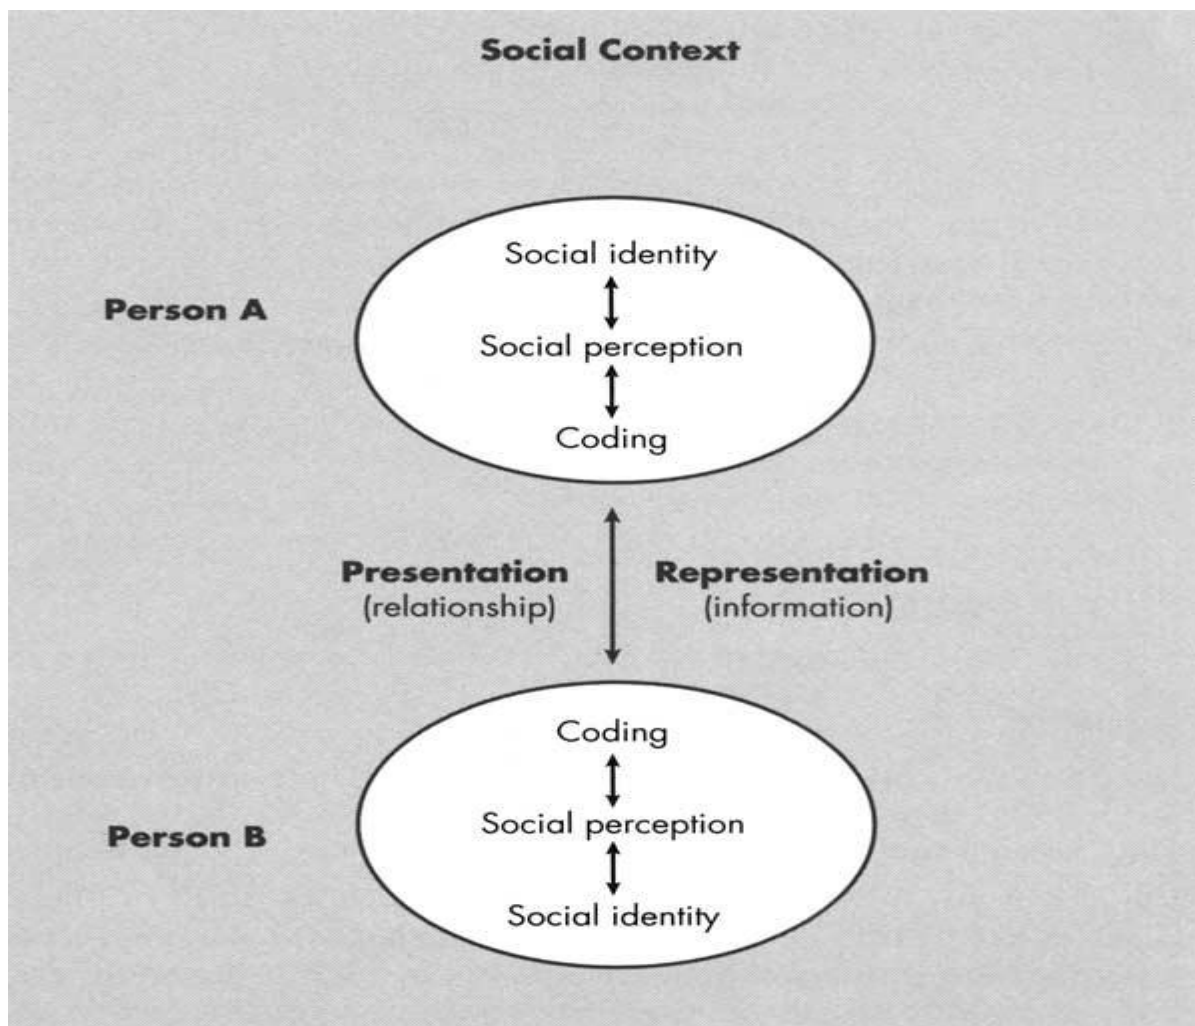 Social Context
Person A
Social identity
Social perception
Coding
Presentation
(relationship)
Representation
(information)
Coding
Social perception
Social identity
Person B